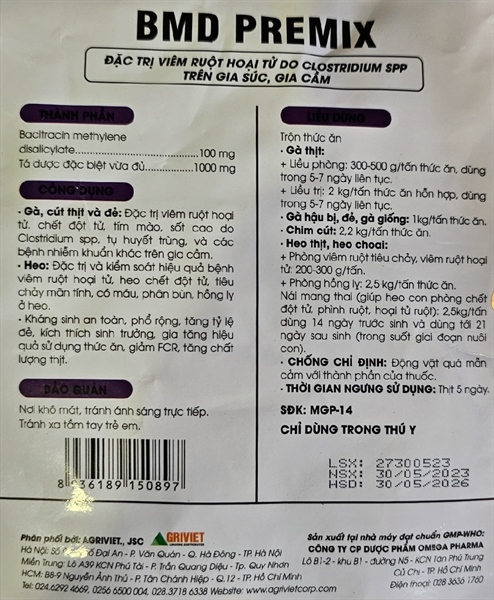 BMD PREMIX
ĐẶC TRỊ VIÊM RUỘT HOẠI TỬ DO CLOSTRIDIUM SPP
TRÊN GIA SÚC, GIA CẦM
THÀNH PHẦN
Bacitracin methylene
disalicylate......................100 mg
Tá dược đặc biệt vừa đủ......................1000 mg
CÔNG DỤNG
· Gà, cút thịt và đẻ: Đặc trị viêm ruột hoại
tử, chết đột tử, tím mào, sốt cao do
Clostridium spp, tụ huyết trùng, và các
bệnh nhiễm khuẩn khác trên gia cầm.
· Heo: Đặc trị và kiểm soát hiệu quả bệnh
viêm ruột hoại tử, heo chết đột tử, tiêu
chảy mãn tính, có máu, phân bùn, hồng lỵ
ở heo.
· Kháng sinh an toàn, phổ rộng, tăng tỷ lệ
đẻ, kích thích sinh trưởng, gia tăng hiệu
quả sử dụng thức ăn, giảm FCR, tăng chất
lượng thịt.
BẢO QUẢN
Nơi khô mát, tránh ánh sáng trực tiếp.
Tránh xa tầm tay trẻ em.
8 936189 150897
LIỀU DÙNG
Trộn thức ăn
· Gà thịt:
+ Liều phòng: 300-500 g/tấn thức ăn, dùng
trong 5-7 ngày liên tục.
+ Liều trị: 2 kg/tấn thức ăn hỗn hợp, dùng
trong 5-7 ngày liên tục.
· Gà hậu bị, đẻ, gà giống: 1kg/tấn thức ăn.
· Chim cút: 2,2 kg/tấn thức ăn.
· Heo thịt, heo choai:
+ Phòng viêm ruột tiêu chảy, viêm ruột hoại
tử: 200-300 g/tấn.
+ Phòng hồng lỵ: 2,5 kg/tấn thức ăn.
Nái mang thai (giúp heo con phòng chết
đột tử, phình ruột, hoại tử ruột): 2,5kg/tấn
dùng 14 ngày trước sinh và dùng tới 21
ngày sau sinh (trong suốt giai đoạn nuôi
con).
· CHỐNG CHỈ ĐỊNH: Động vật quá mẫn
cảm với thành phần của thuốc.
· THỜI GIAN NGƯNG SỬ DỤNG: Thịt 5 ngày.
SĐK: MGP-14
CHỈ DÙNG TRONG THÚ Y
LSX: 27300523
NSX: 30/05/2023
HSD: 30/05/2026
Phân phối bởi: AGRIVIET., JSC AGRIVIET
Hà Nội: Số Đại An - P. Văn Quán - Q. Hà Đông - TP. Hà Nội
Miền Trung: Lô A39 KCN Phú Tài - P. Trần Quang Diệu - Tp. Quy Nhơn
HCM: B8-9 Nguyễn Ánh Thủ - P. Tân Chánh Hiệp - Q.12 - TP. Hồ Chí Minh
Tel: 024.6292 4669, 0256 6500 004, 028.3718 6338 Website: www.agrivietcorp.com
Sản xuất tại nhà máy đạt chuẩn GMP-WHO:
CÔNG TY CP DƯỢC PHẨM OMEGA PHARMA
Lô B1-2 - khu B1 - đường N5 - KCN Tân Phú Trung
Củ Chi - TP. Hồ Chí Minh
Điện thoại: 028 3636 1760